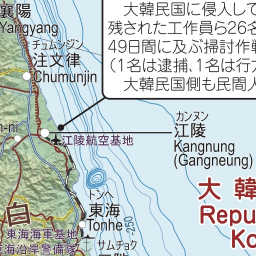 大韓民国に侵入して
残された工作員ら26名
49日間に及ぶ掃討作戦
(1名は逮捕、1名は行方
大韓民国側も民間人
襄陽
Yangyang
チュムンジン
注文律
Chumunjin
カンヌン
江陵
Kangnung
(Gangneung)
江陵航空基地
大韓
Repu
Ko
白
トンヘ
東海
Tonhe
東海海軍基地
海沿岸警備隊
サムチョク
250